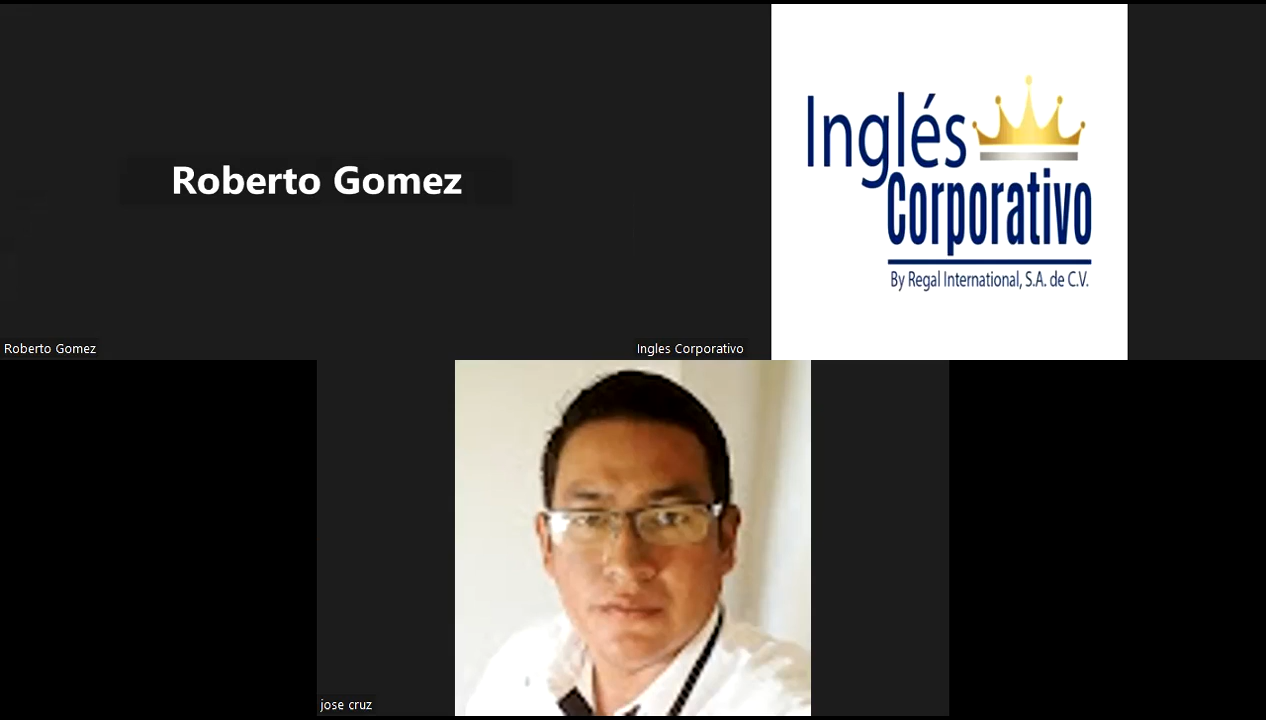 Roberto Gomez
Roberto Gomez
Inglés
Corporativo
By Regal International, S.A. de C.V.
Ingles Corporativo
jose cruz